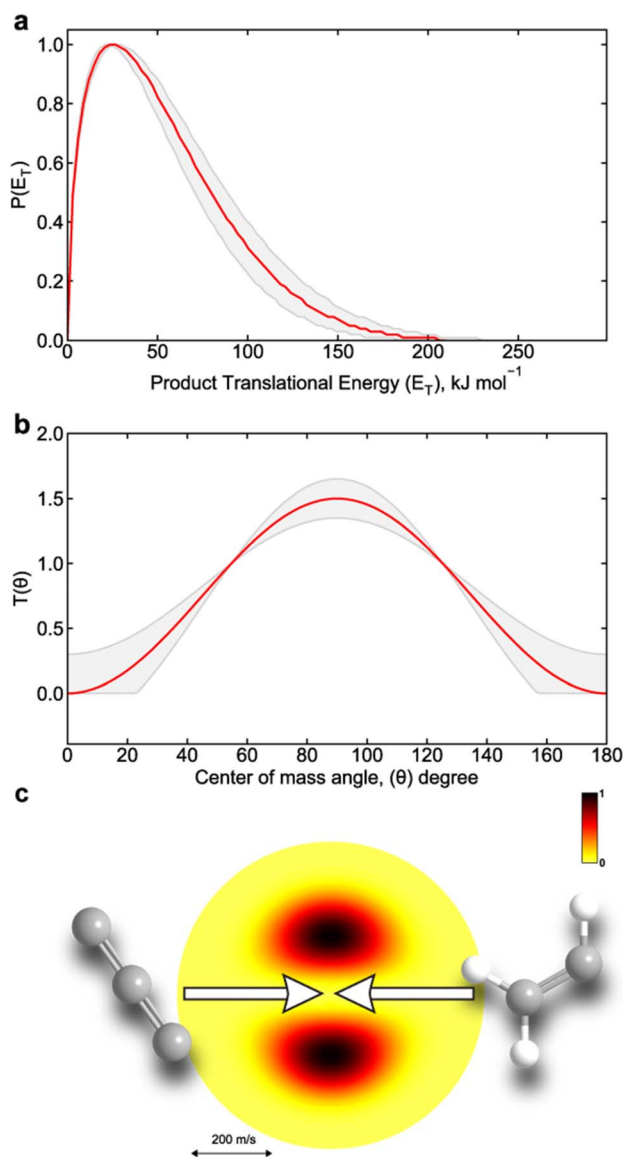 a
P(E_T)
1.0
0.8
0.6
0.4
0.2
0.0
0 50 100 150 200 250
Product Translational Energy (E_T), kJ mol⁻¹
b
T(θ)
2.0
1.5
1.0
0.5
0.0
0 20 40 60 80 100 120 140 160 180
Center of mass angle, (θ) degree
c
1
0
200 m/s